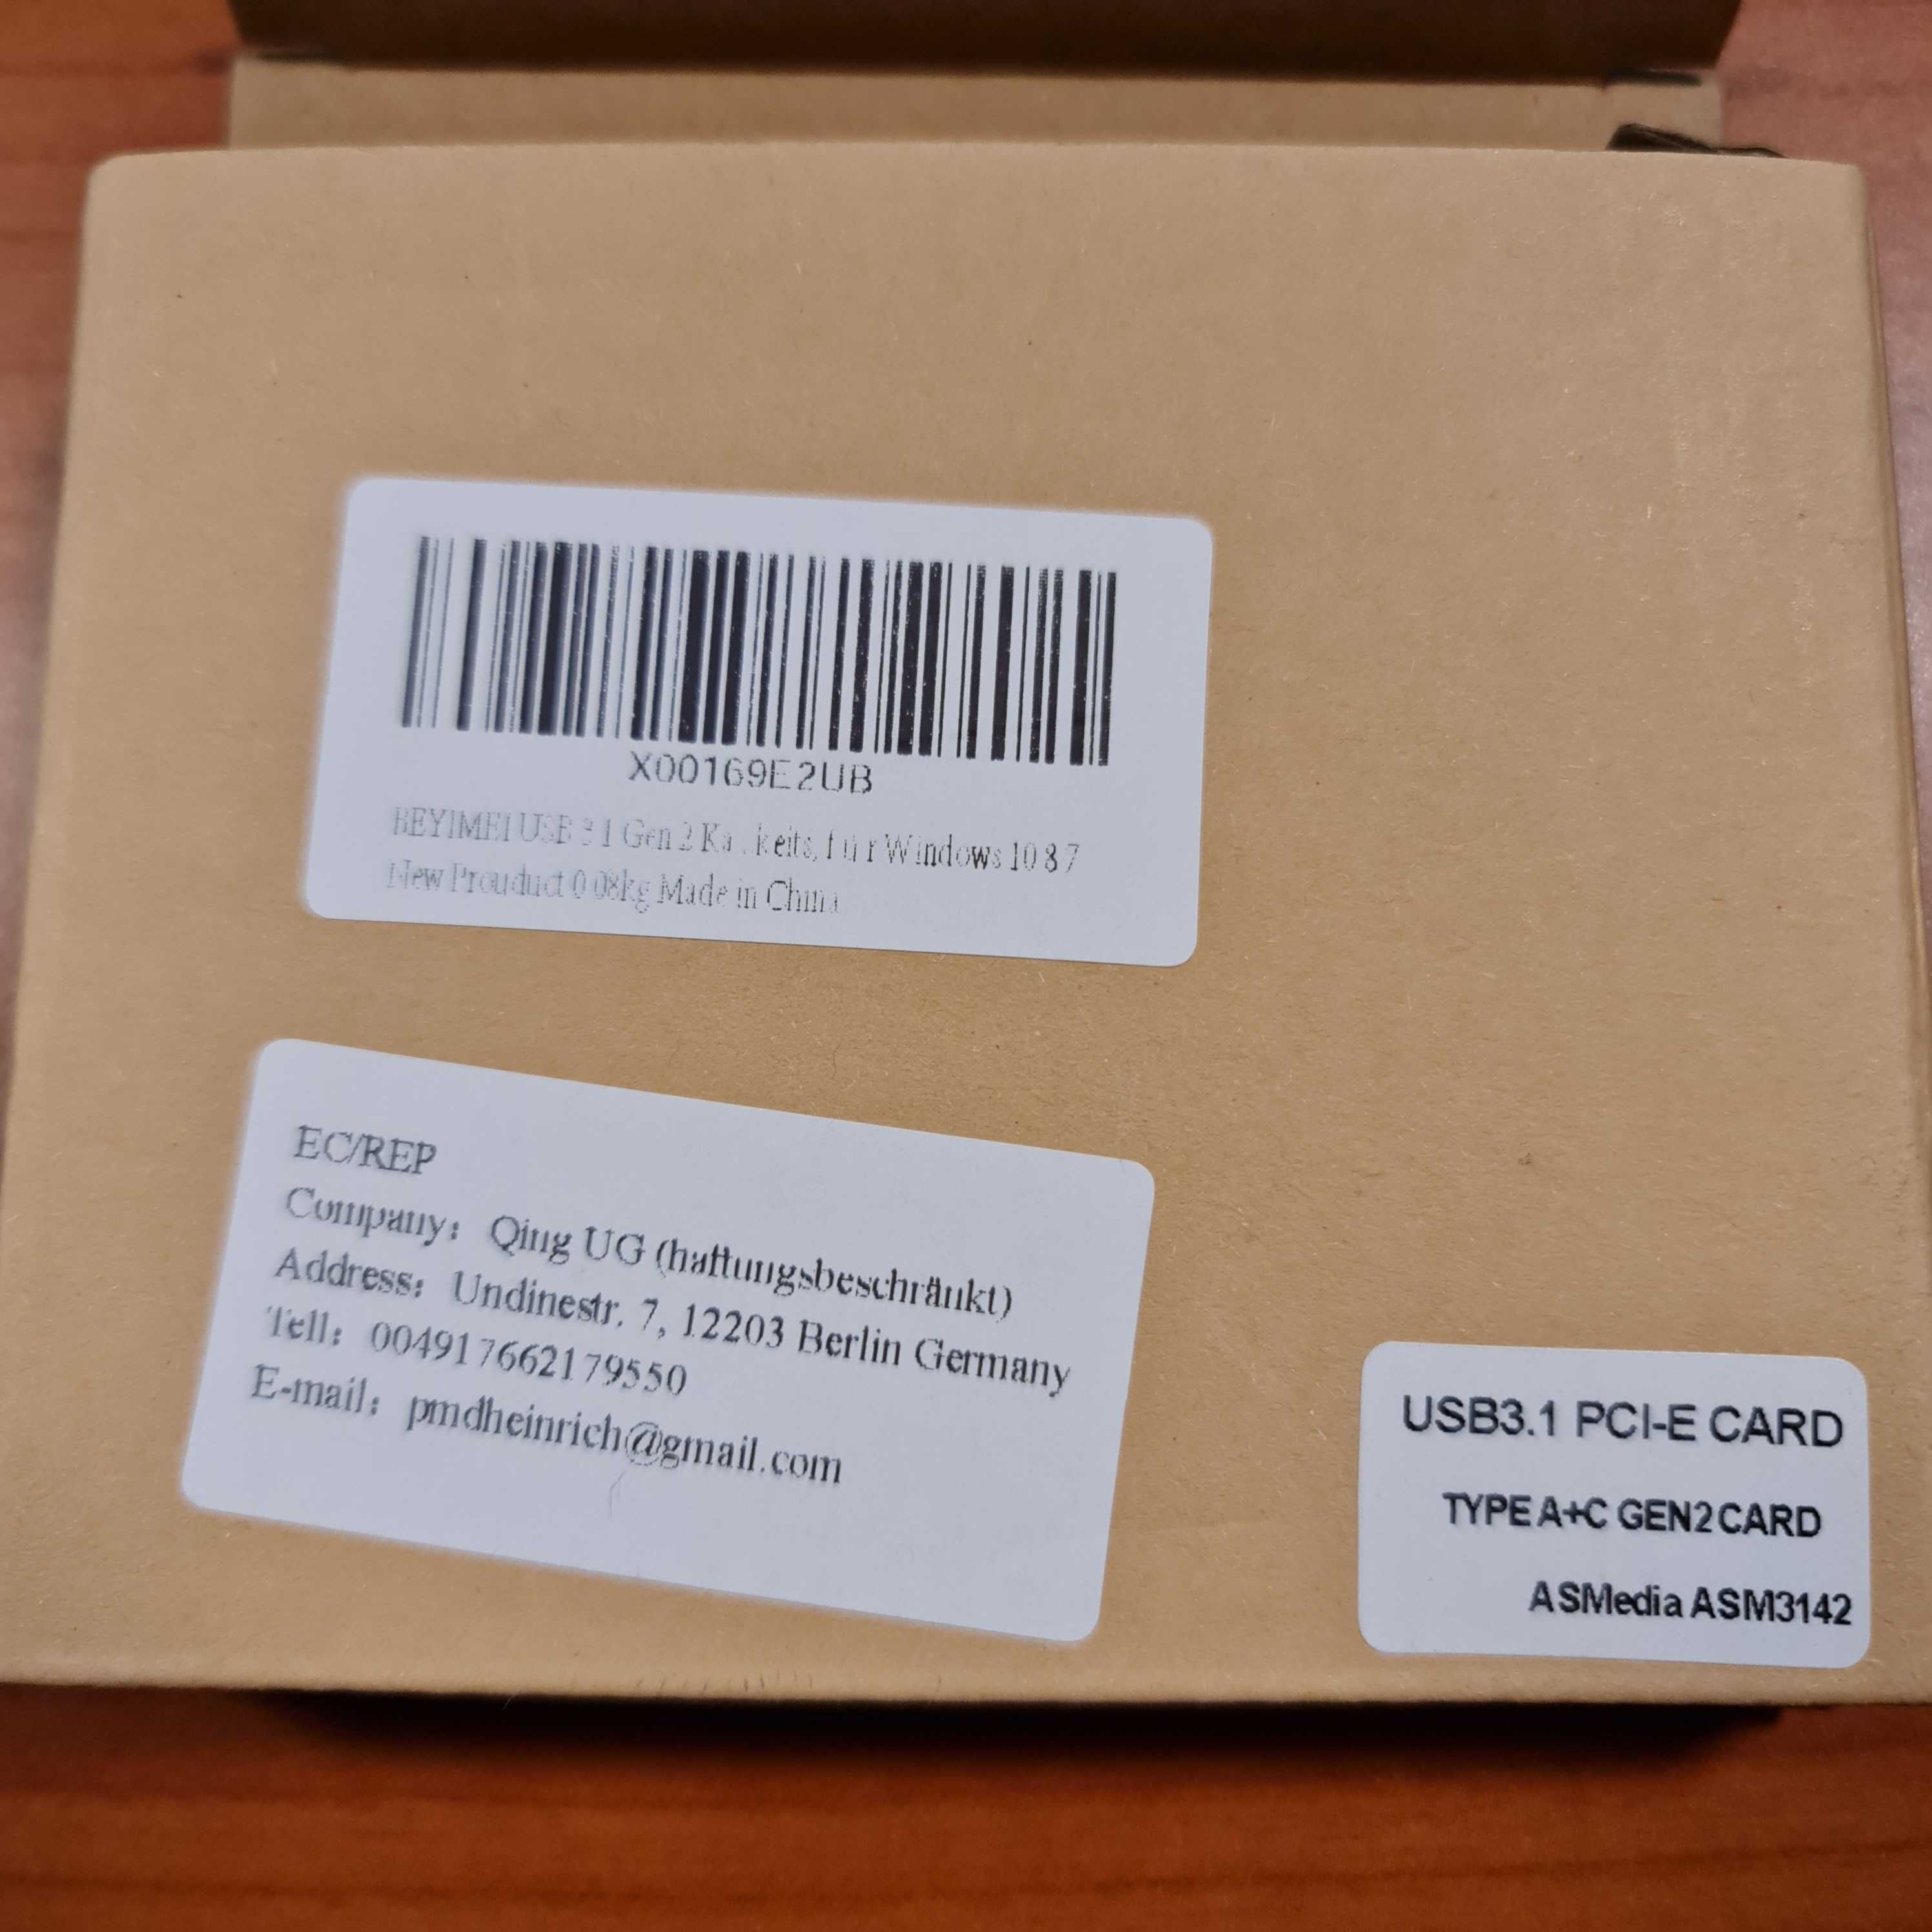 X00169E2UB
BEYIMEI USB 3 1 Gen 2 Ka...keits, f ü r Windows 10 8 7
New Prouduct 0 08kg Made in China
EC/REP
Company： Qing UG (haftungsbeschränkt)
Address： Undinestr. 7, 12203 Berlin Germany
Tell： 004917662179550
E-mail： pmdheinrich@gmail.com
USB3.1 PCI-E CARD
TYPE A+C GEN2 CARD
ASMedia ASM3142